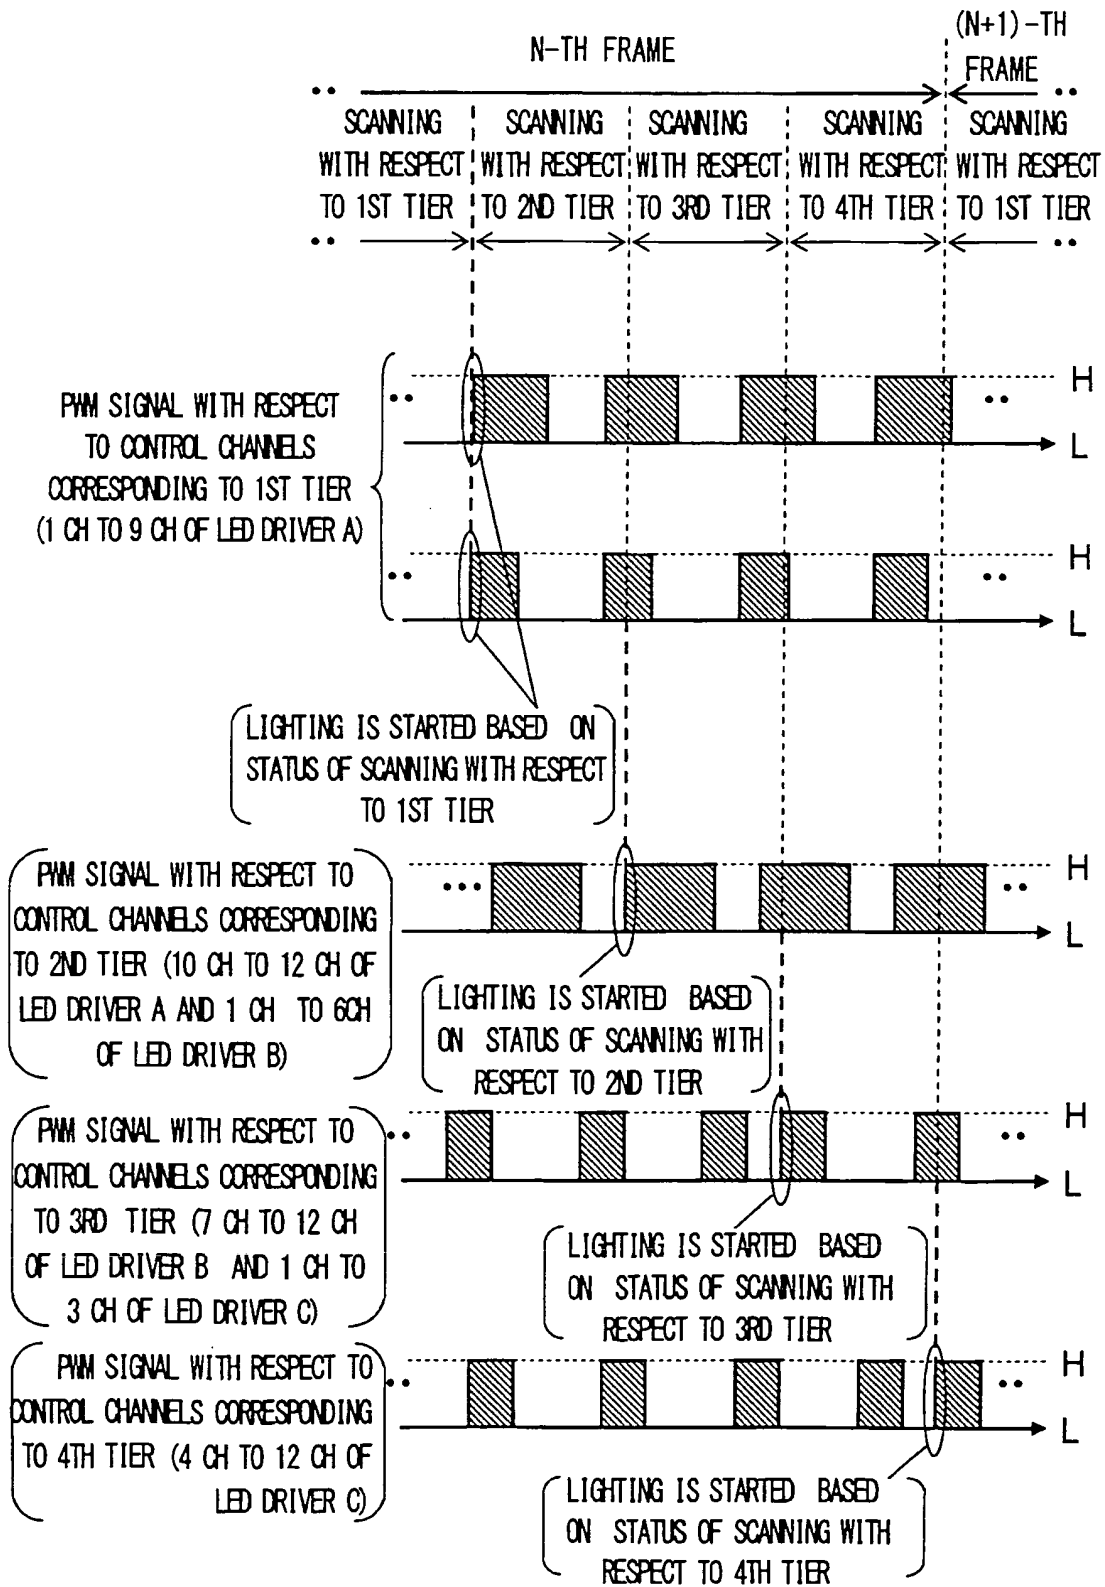 N-TH FRAME
(N+1)-TH
FRAME
SCANNING
WITH RESPECT
TO 1ST TIER
SCANNING
WITH RESPECT
TO 2ND TIER
SCANNING
WITH RESPECT
TO 3RD TIER
SCANNING
WITH RESPECT
TO 4TH TIER
SCANNING
WITH RESPECT
TO 1ST TIER
PWM SIGNAL WITH RESPECT
TO CONTROL CHANNELS
CORRESPONDING TO 1ST TIER
(1 CH TO 9 CH OF LED DRIVER A)
H
L
H
L
LIGHTING IS STARTED BASED ON
STATUS OF SCANNING WITH RESPECT
TO 1ST TIER
PWM SIGNAL WITH RESPECT TO
CONTROL CHANNELS CORRESPONDING
TO 2ND TIER (10 CH TO 12 CH OF
LED DRIVER A AND 1 CH TO 6CH
OF LED DRIVER B)
H
L
LIGHTING IS STARTED BASED
ON STATUS OF SCANNING WITH
RESPECT TO 2ND TIER
PWM SIGNAL WITH RESPECT TO
CONTROL CHANNELS CORRESPONDING
TO 3RD TIER (7 CH TO 12 CH
OF LED DRIVER B AND 1 CH TO
3 CH OF LED DRIVER C)
H
L
LIGHTING IS STARTED BASED
ON STATUS OF SCANNING WITH
RESPECT TO 3RD TIER
PWM SIGNAL WITH RESPECT TO
CONTROL CHANNELS CORRESPONDING
TO 4TH TIER (4 CH TO 12 CH OF
LED DRIVER C)
H
L
LIGHTING IS STARTED BASED
ON STATUS OF SCANNING WITH
RESPECT TO 4TH TIER